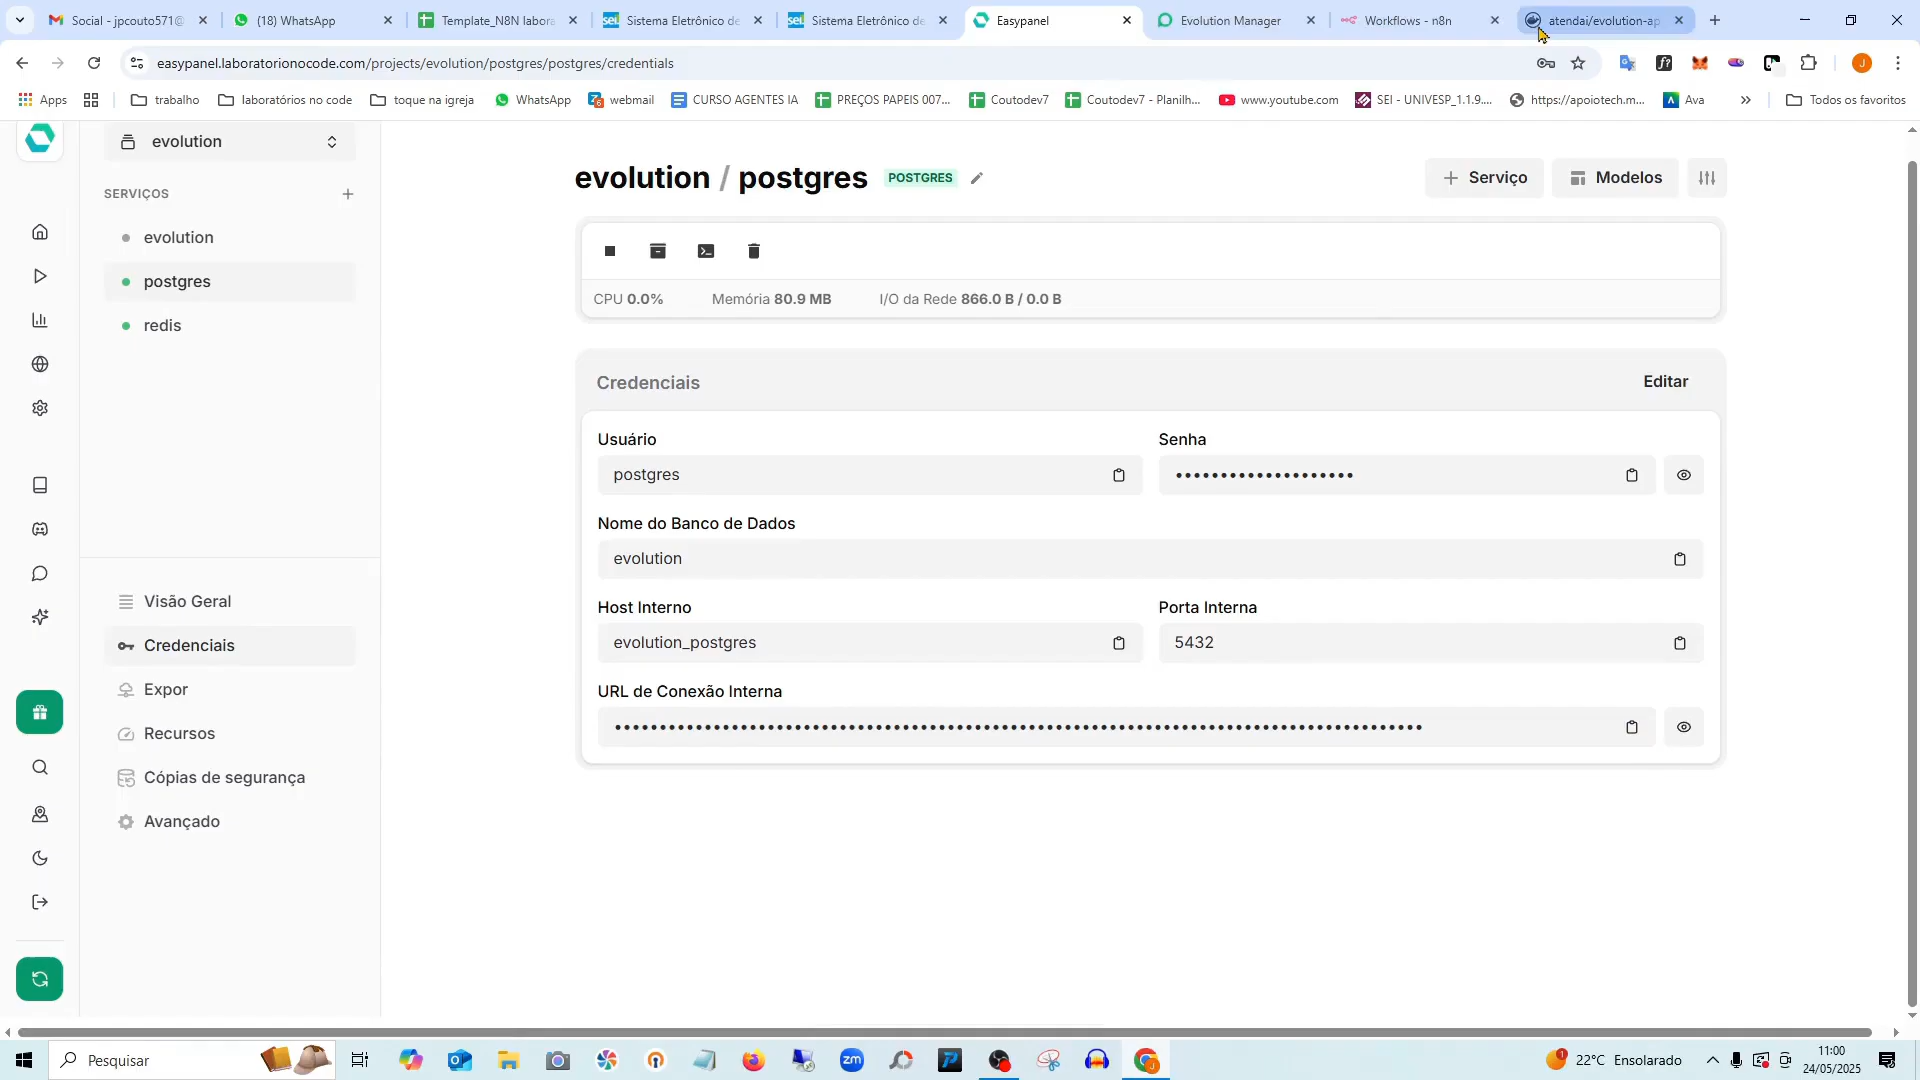 Social - jpcouto571@
(18) WhatsApp
Template_N8N labora
Sistema Eletrônico de
Sistema Eletrônico de
Easypanel
Evolution Manager
Workflows - n8n
atendai/evolution-ap
easypanel.laboratorionocode.com/projects/evolution/postgres/postgres/credentials
Apps
trabalho
laboratórios no code
toque na igreja
WhatsApp
webmail
CURSO AGENTES IA
PREÇOS PAPEIS 007...
Coutodev7
Coutodev7 - Planilh...
www.youtube.com
SEI - UNIVESP_1.1.9....
https://apoiotech.m...
Ava
»
Todos os favoritos
evolution
SERVIÇOS
evolution
postgres
redis
Visão Geral
Credenciais
Expor
Recursos
Cópias de segurança
Avançado
evolution / postgres
POSTGRES
Serviço
Modelos
CPU 0.0%
Memória 80.9 MB
I/O da Rede 866.0 B / 0.0 B
Credenciais
Editar
Usuário
Senha
postgres
••••••••••••••••••••
Nome do Banco de Dados
evolution
Host Interno
Porta Interna
evolution_postgres
5432
URL de Conexão Interna
Pesquisar
22°C Ensolarado
11:00
24/05/2025